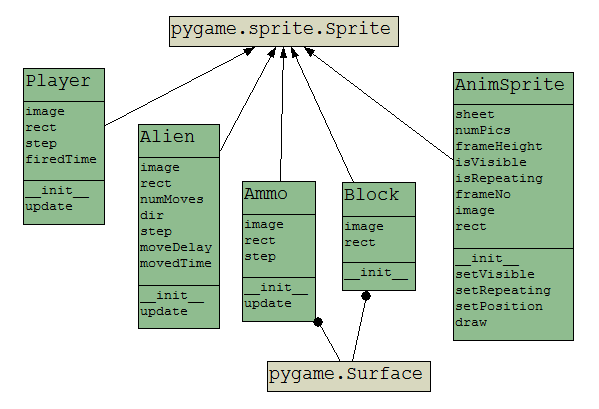 pygame.sprite.Sprite
Player
image
rect
step
firedTime
__init__
update
Alien
image
rect
numMoves
dir
step
moveDelay
movedTime
__init__
update
Ammo
image
rect
step
__init__
update
Block
image
rect
__init__
AnimSprite
sheet
numPics
frameHeight
isVisible
isRepeating
frameNo
image
rect
__init__
setVisible
setRepeating
setPosition
draw
pygame.Surface